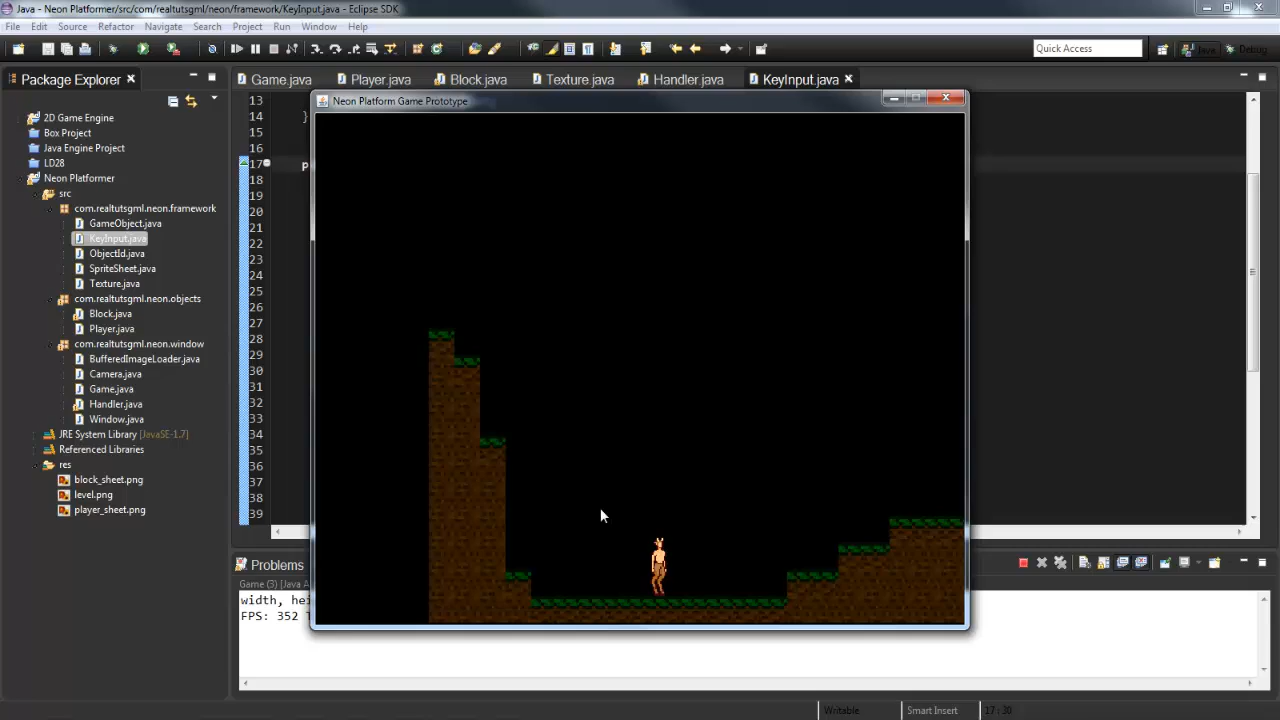 Java - Neon Platformer/src/com/realtutsgml/neon/framework/KeyInput.java - Eclipse SDK
File Edit Source Refactor Navigate Search Project Run Window Help
Quick Access
Java
Debug
Package Explorer
Game.java
Player.java
Block.java
Texture.java
Handler.java
KeyInput.java
2D Game Engine
Box Project
Java Engine Project
LD28
Neon Platformer
src
com.realtutsgml.neon.framework
GameObject.java
KeyInput.java
ObjectId.java
SpriteSheet.java
Texture.java
com.realtutsgml.neon.objects
Block.java
Player.java
com.realtutsgml.neon.window
BufferedImageLoader.java
Camera.java
Game.java
Handler.java
Window.java
JRE System Library [JavaSE-1.7]
Referenced Libraries
res
block_sheet.png
level.png
player_sheet.png
Neon Platform Game Prototype
13
14 }
15
16
17 p
18
19
20
21
22
23
24
25
26
27
28
29
30
31
32
33
34
35
36
37
38
39
Problems
Game (3) [Java A
width, hei
FPS: 352 T
Writable
Smart Insert
17 : 30